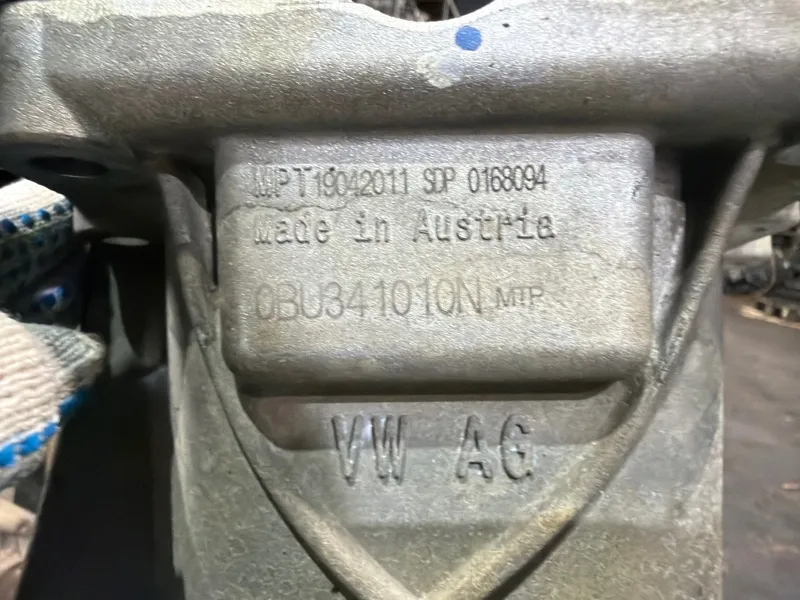 MPT19042011 SDP 0168094
Made in Austria
0BU341010N MTP
VW AG